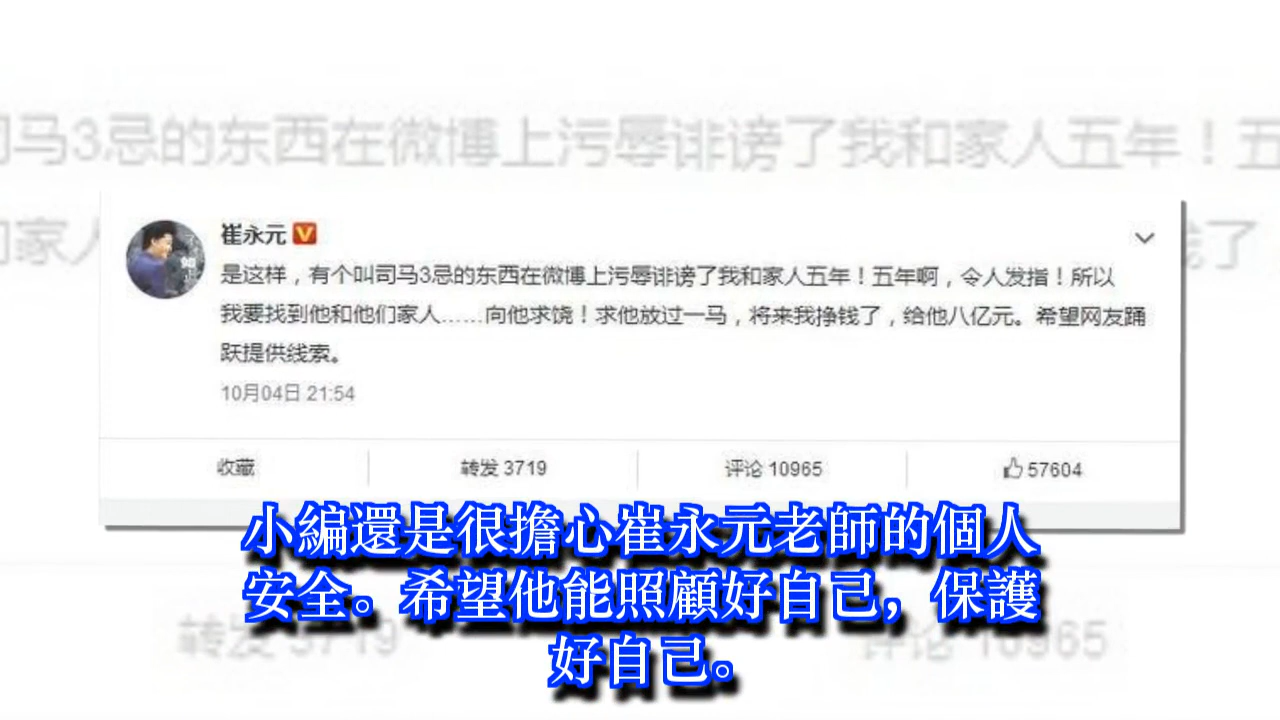 司马3忌的东西在微博上污辱诽谤了我和家人五年！五
崔永元
是这样，有个叫司马3忌的东西在微博上污辱诽谤了我和家人五年！五年啊，令人发指！所以
我要找到他和他们家人……向他求饶！求他放过一马，将来我挣钱了，给他八亿元。希望网友踊
跃提供线索。
10月04日 21:54
收藏 转发 3719 评论 10965 57604
小編還是很擔心崔永元老師的個人
安全。希望他能照顧好自己，保護
好自己。
转发 3719 评论 10965